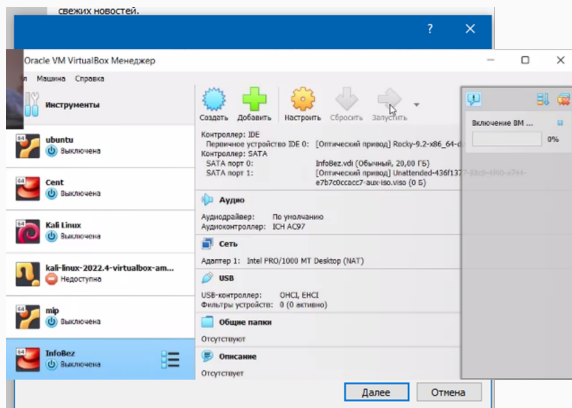 свежих новостей.
?
Oracle VM VirtualBox Менеджер
Машина Справка
Инструменты
Создать Добавить Настроить Сбросить Запустить
Включение ВМ ...
0%
ubuntu
Выключена
Cent
Выключена
Kali Linux
Выключена
kali-linux-2022.4-virtualbox-am...
Недоступна
mip
Выключена
InfoBez
Выключена
Контроллер: IDE
Первичное устройство IDE 0: [Оптический привод] Rocky-9.2-x86_64-d
Контроллер: SATA
SATA порт 0: InfoBez.vdi (Обычный, 20,00 ГБ)
SATA порт 1: [Оптический привод] Unattended-436f1377
e7b7c0ccacc7-aux-iso.viso (0 Б)
Аудио
Аудиодрайвер: По умолчанию
Аудиоконтроллер: ICH AC97
Сеть
Адаптер 1: Intel PRO/1000 MT Desktop (NAT)
USB
USB-контроллер: OHCI, EHCI
Фильтры устройств: 0 (0 активно)
Общие папки
Отсутствуют
Описание
Отсутствует
Далее Отмена